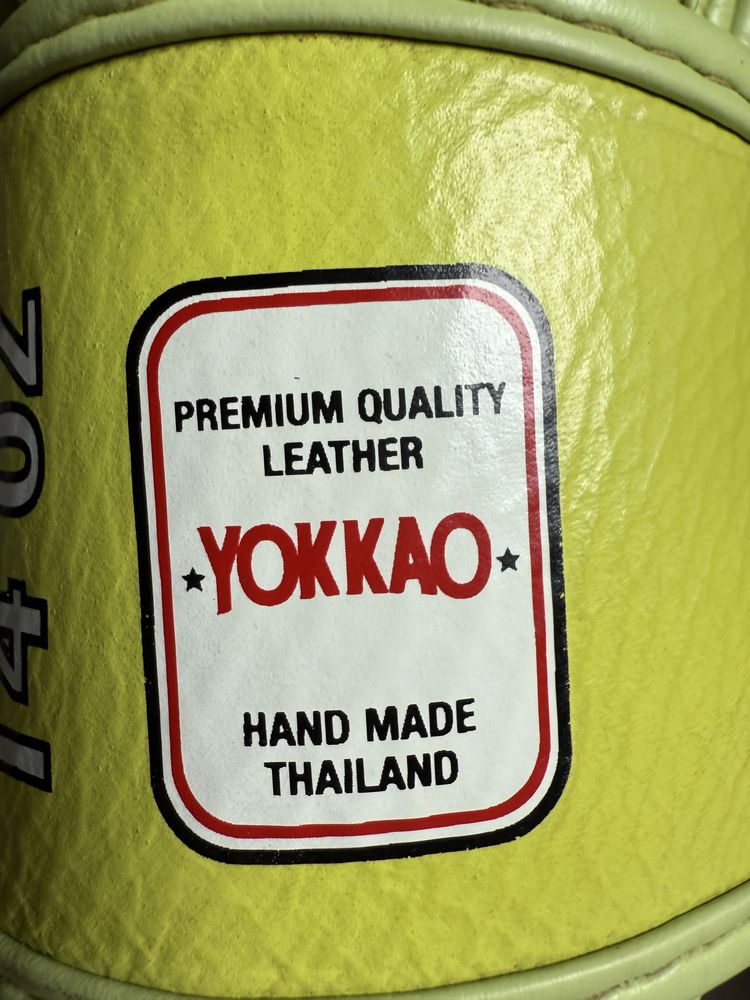 14 OZ
PREMIUM QUALITY
LEATHER
YOKKAO
HAND MADE
THAILAND